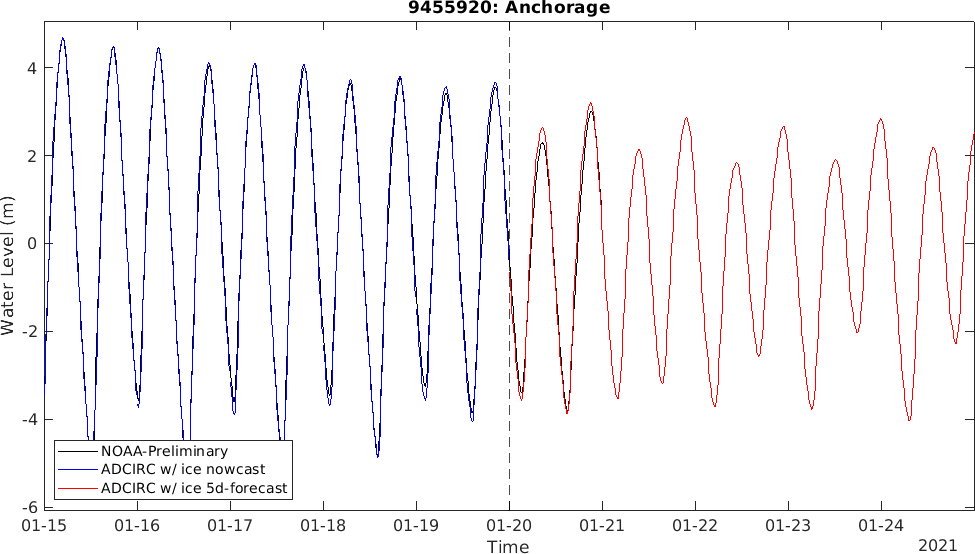 9455920: Anchorage
4
2
0
-2
-4
-6
Water Level (m)
NOAA-Preliminary
ADCIRC w/ ice nowcast
ADCIRC w/ ice 5d-forecast
01-15 01-16 01-17 01-18 01-19 01-20 01-21 01-22 01-23 01-24
Time
2021